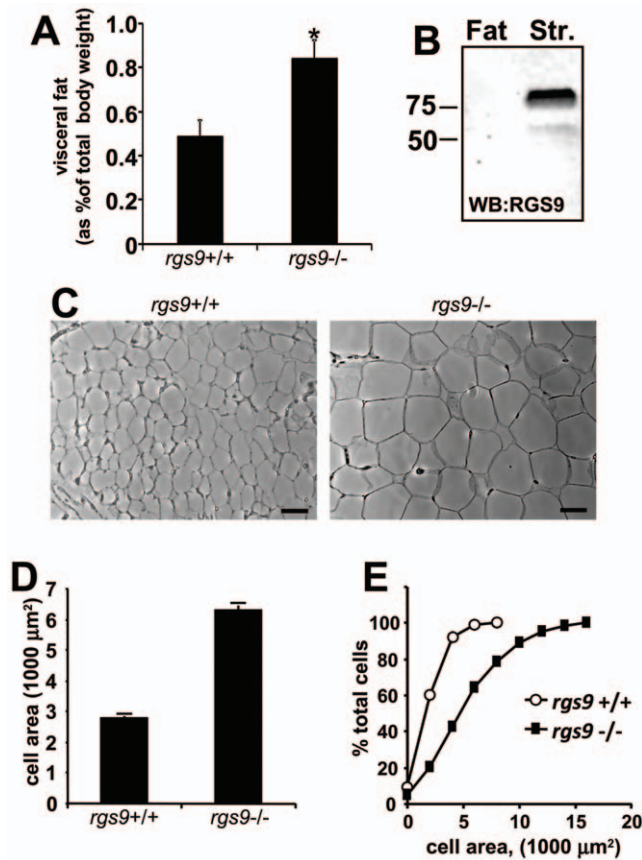 A
visceral fat
(as %of total body weight)
1.0
0.8
0.6
0.4
0.2
0
*
rgs9+/+
rgs9-/-
B
Fat Str.
75
50
WB:RGS9
C
rgs9+/+
rgs9-/-
D
cell area (1000 μm²)
7
6
5
4
3
2
1
0
rgs9+/+
rgs9-/-
E
% total cells
100
80
60
40
20
0
rgs9 +/+
rgs9 -/-
0 5 10 15 20
cell area, (1000 μm²)